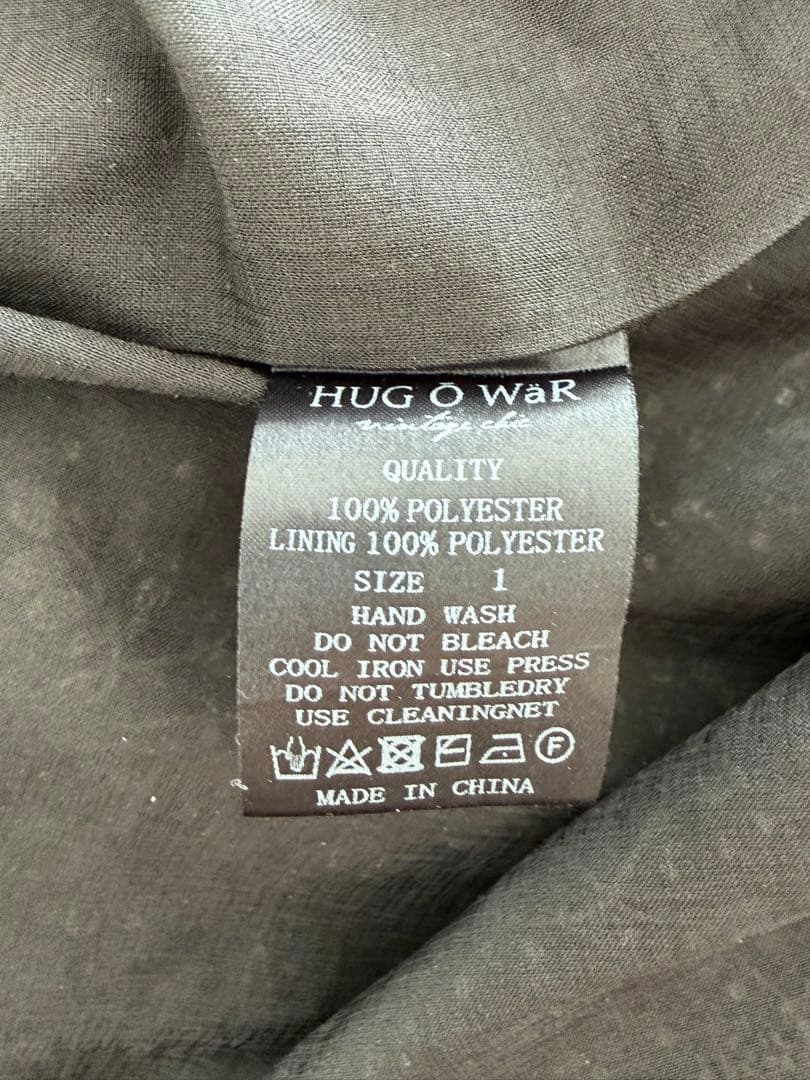 HUG Ō WäR
vintage chic
QUALITY
100% POLYESTER
LINING 100% POLYESTER
SIZE 1
HAND WASH
DO NOT BLEACH
COOL IRON USE PRESS
DO NOT TUMBLEDRY
USE CLEANINGNET
F
MADE IN CHINA